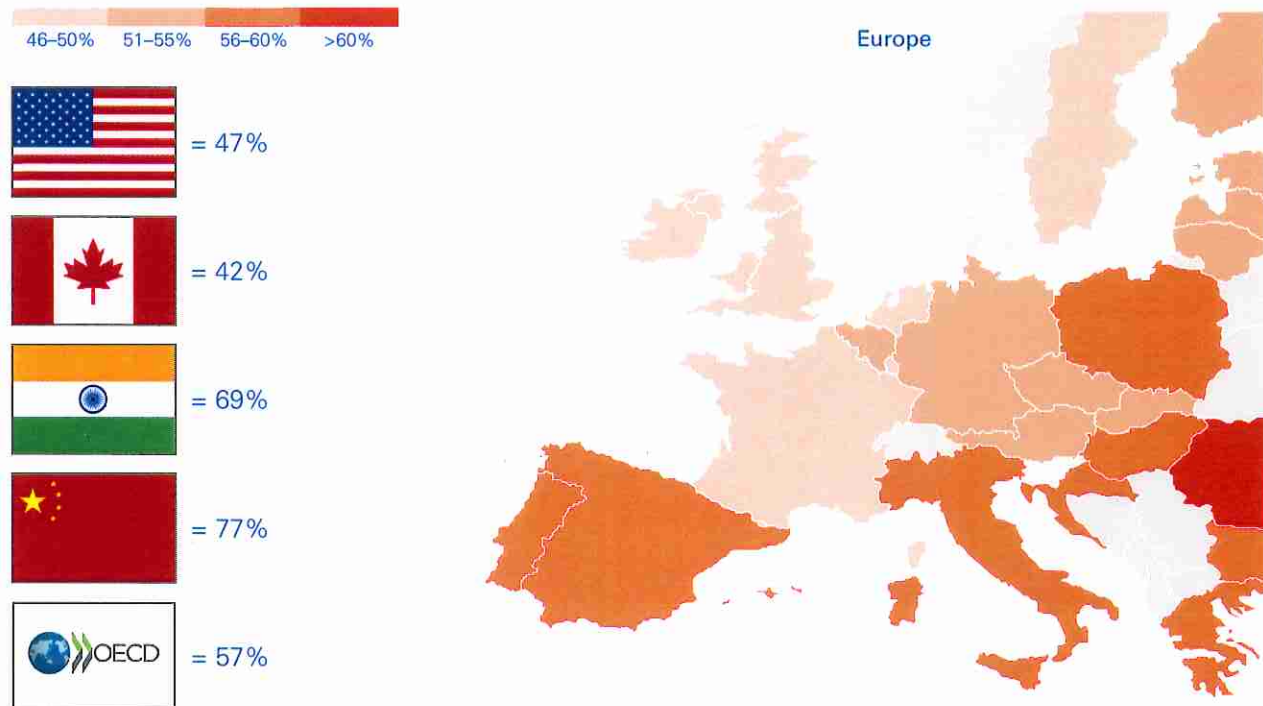 46–50% 51–55% 56–60% >60%
Europe
= 47%
= 42%
= 69%
= 77%
OECD = 57%